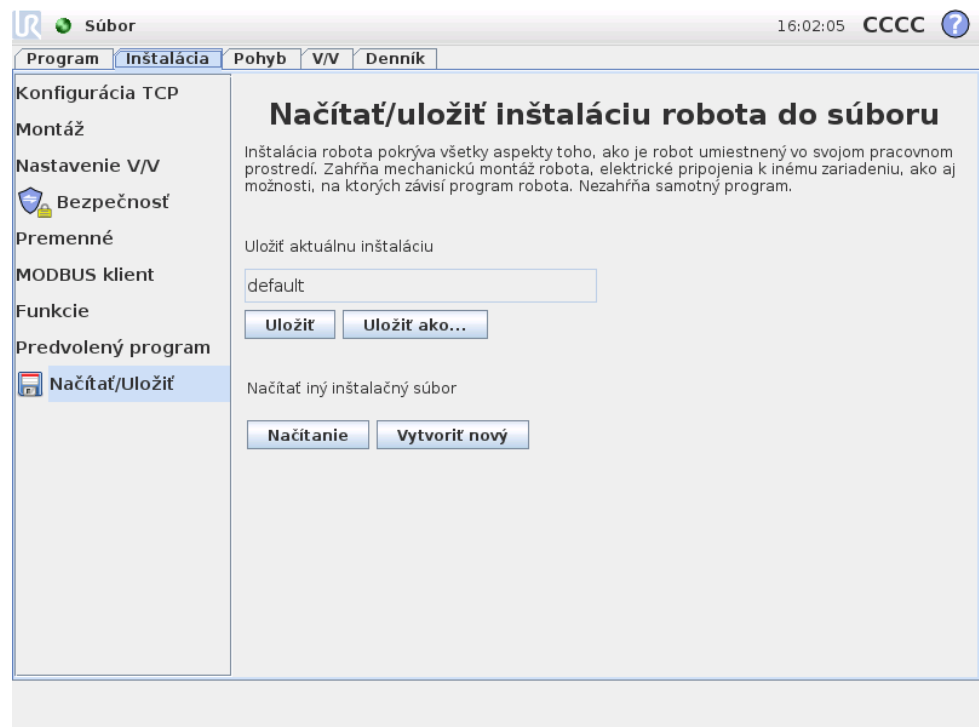 UR Súbor 16:02:05 CCCC ?
Program Inštalácia Pohyb V/V Denník
Konfigurácia TCP
Montáž
Nastavenie V/V
Bezpečnosť
Premenné
MODBUS klient
Funkcie
Predvolený program
Načítať/Uložiť
Načítať/uložiť inštaláciu robota do súboru
Inštalácia robota pokrýva všetky aspekty toho, ako je robot umiestnený vo svojom pracovnom
prostredí. Zahŕňa mechanickú montáž robota, elektrické pripojenia k inému zariadeniu, ako aj
možnosti, na ktorých závisí program robota. Nezahŕňa samotný program.
Uložiť aktuálnu inštaláciu
default
Uložiť Uložiť ako...
Načítať iný inštalačný súbor
Načítanie Vytvoriť nový